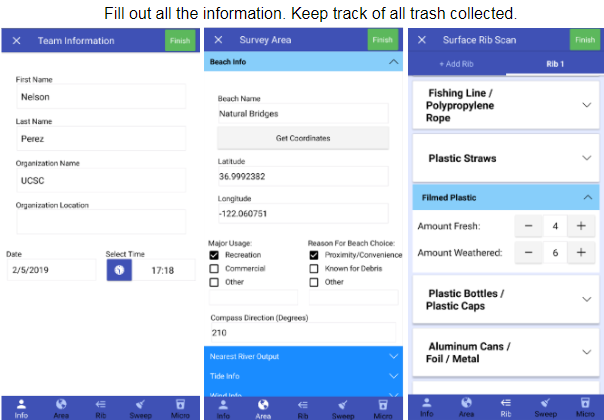 Fill out all the information. Keep track of all trash collected.
Team Information
Finish
First Name
Nelson
Last Name
Perez
Organization Name
UCSC
Organization Location
Date
Select Time
2/5/2019
17:18
Info
Area
Rib
Sweep
Micro
Survey Area
Finish
Beach Info
Beach Name
Natural Bridges
Get Coordinates
Latitude
36.9992382
Longitude
-122.060751
Major Usage:
Reason For Beach Choice:
Recreation
Proximity/Convenience
Commercial
Known for Debris
Other
Other
Compass Direction (Degrees)
210
Nearest River Output
Tide Info
Wind Info
Info
Area
Rib
Sweep
Micro
Surface Rib Scan
Finish
+ Add Rib
Rib 1
Fishing Line /
Polypropylene
Rope
Plastic Straws
Filmed Plastic
Amount Fresh:
4
Amount Weathered:
6
Plastic Bottles /
Plastic Caps
Aluminum Cans /
Foil / Metal
Info
Area
Rib
Sweep
Micro